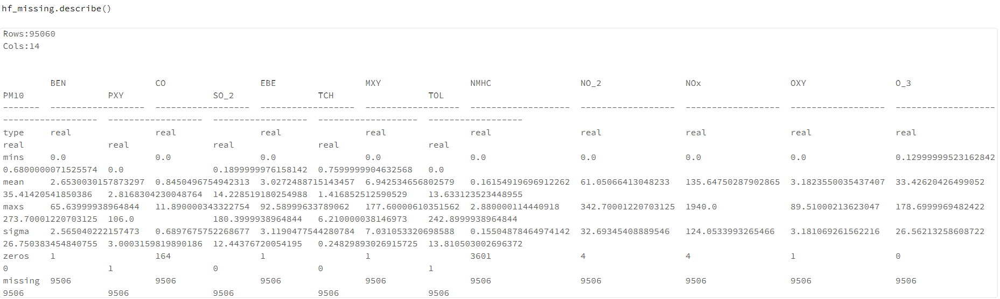 hf_missing.describe()
Rows:95060
Cols:14
BEN CO EBE MXY NMHC NO_2 NOx OXY O_3
PM10 PXY SO_2 TCH TOL
------- ------------------ ------------------ ------------------ ------------------ ------------------- ------------------ ------------------ ------------------ -------------------
------------------ ------------------ ------------------ ------------------- ------------------
type real real real real real real real real real
real real real real real
mins 0.0 0.0 0.0 0.0 0.0 0.0 0.0 0.0 0.12999999523162842
0.6800000071525574 0.0 0.1899999976158142 0.7599999904632568 0.0
mean 2.6530030157873297 0.8450496754942313 3.0272488715143457 6.942534656802579 0.16154919696912262 61.05066413048233 135.64750287902865 3.1823550035437407 33.42620426499052
35.41420541850386 2.8168304230048764 14.228519180254988 1.416852512590529 13.633123523448955
maxs 65.63999938964844 11.890000343322754 92.58999633789062 177.60000610351562 2.880000114440918 342.70001220703125 1940.0 89.51000213623047 178.6999969482422
273.70001220703125 106.0 180.3999938964844 6.210000038146973 242.8999938964844
sigma 2.565040222157473 0.6897675752268677 3.1190477544280784 7.031053320698588 0.15504878464974142 32.69345408889546 124.0533993265466 3.181069261562216 26.56213258608722
26.750383454840755 3.0003159819890186 12.44376720054195 0.24829893026915725 13.810503002696372
zeros 1 164 1 1 3601 4 4 1 0
0 1 0 0 1
missing 9506 9506 9506 9506 9506 9506 9506 9506 9506
9506 9506 9506 9506 9506